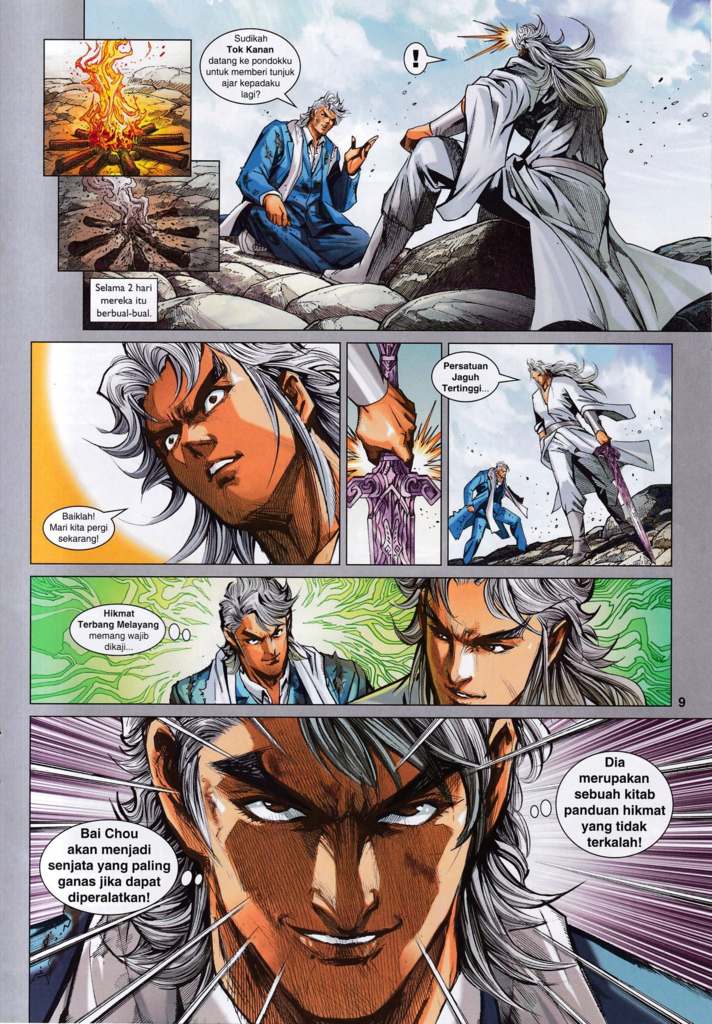 Sudikah
Tok Kanan
datang ke pondokku
untuk memberi tunjuk
ajar kepadaku
lagi?
!
Selama 2 hari
mereka itu
berbual-bual.
Baiklah!
Mari kita pergi
sekarang!
Persatuan
Jaguh
Tertinggi...
Hikmat
Terbang Melayang
memang wajib
dikaji...
9
Dia
merupakan
sebuah kitab
panduan hikmat
yang tidak
terkalah!
Bai Chou
akan menjadi
senjata yang paling
ganas jika dapat
diperalatkan!